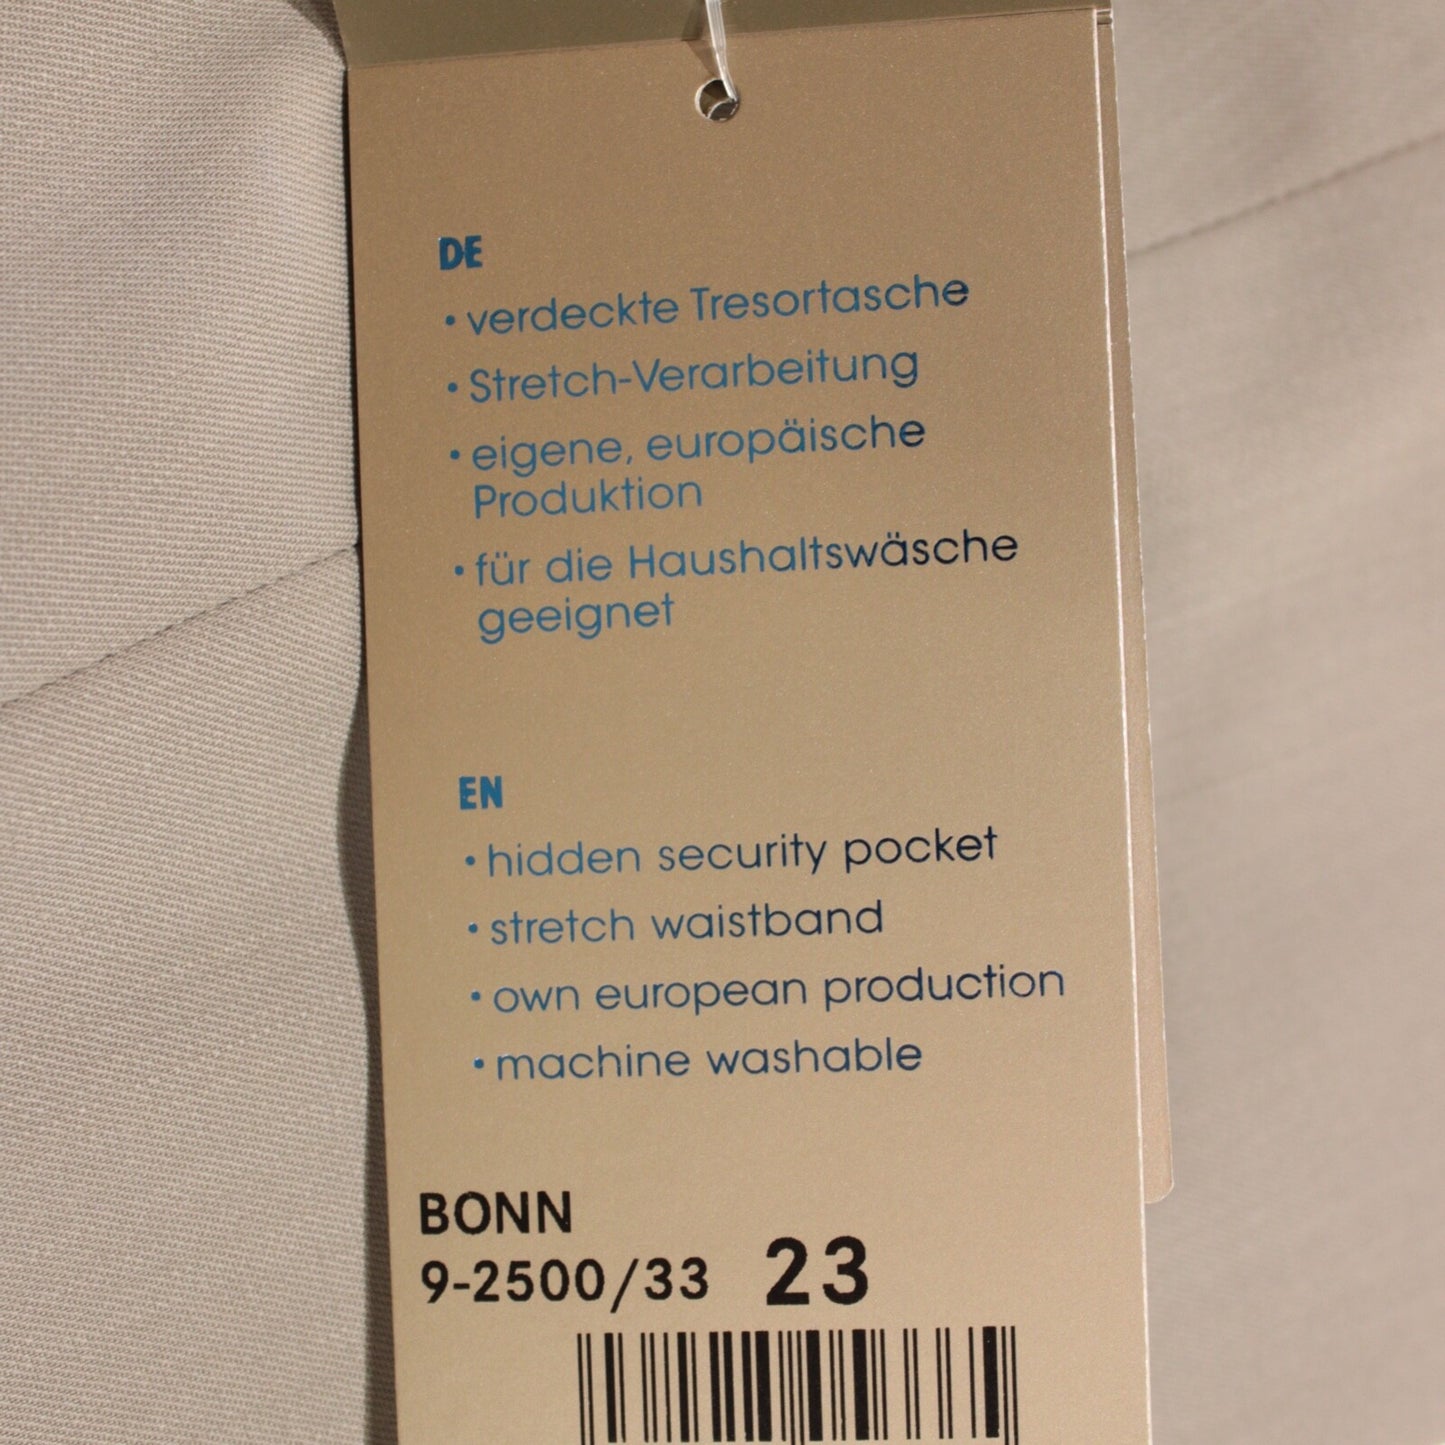 DE
• verdeckte Tresortasche
• Stretch-Verarbeitung
• eigene, europäische
Produktion
• für die Haushaltswäsche
geeignet
EN
• hidden security pocket
• stretch waistband
• own european production
• machine washable
BONN
9-2500/33 23